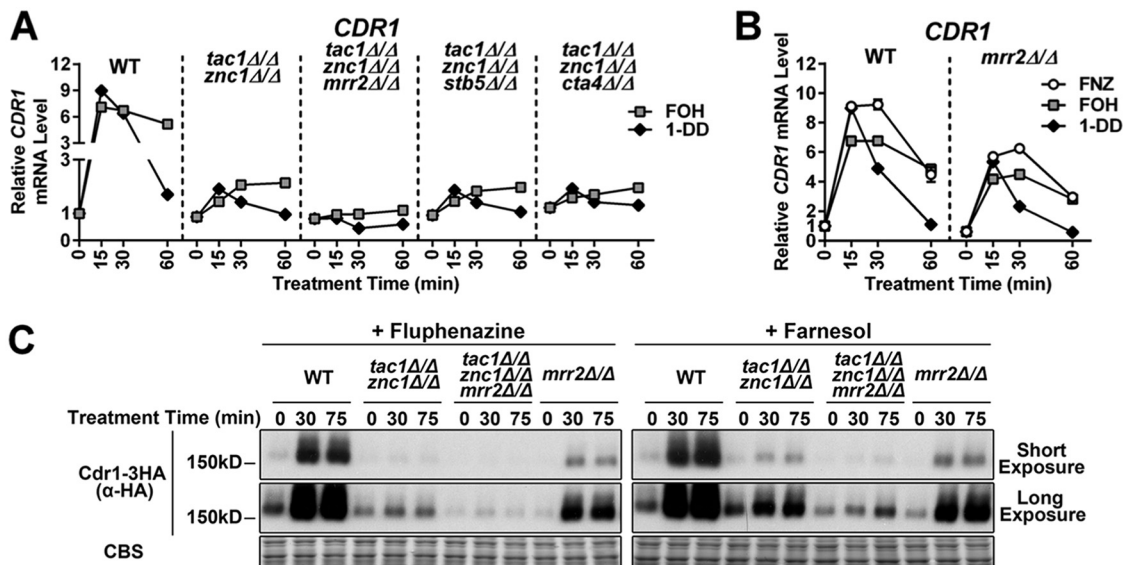 A
CDR1
WT
tac1Δ/Δ
znc1Δ/Δ
tac1Δ/Δ
znc1Δ/Δ
mrr2Δ/Δ
tac1Δ/Δ
znc1Δ/Δ
stb5Δ/Δ
tac1Δ/Δ
znc1Δ/Δ
cta4Δ/Δ
FOH
1-DD
Relative CDR1
mRNA Level
12
9
6
3
3
1
0
0 15 30 60 0 15 30 60 0 15 30 60 0 15 30 60 0 15 30 60
Treatment Time (min)
B
CDR1
WT
mrr2Δ/Δ
FNZ
FOH
1-DD
Relative CDR1 mRNA Level
12
10
8
6
4
2
1
0
0 15 30 60 0 15 30 60
Treatment Time (min)
C
+ Fluphenazine
+ Farnesol
WT
tac1Δ/Δ
znc1Δ/Δ
tac1Δ/Δ
znc1Δ/Δ
mrr2Δ/Δ
mrr2Δ/Δ
WT
tac1Δ/Δ
znc1Δ/Δ
tac1Δ/Δ
znc1Δ/Δ
mrr2Δ/Δ
mrr2Δ/Δ
Treatment Time (min) 0 30 75 0 30 75 0 30 75 0 30 75 0 30 75 0 30 75 0 30 75 0 30 75
Cdr1-3HA
(α-HA)
150kD
Short
Exposure
150kD
Long
Exposure
CBS